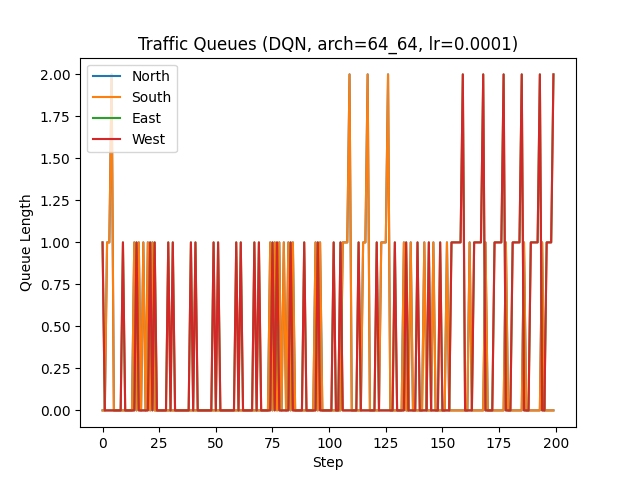 Traffic Queues (DQN, arch=64_64, lr=0.0001)
North
South
East
West
Queue Length
2.00
1.75
1.50
1.25
1.00
0.75
0.50
0.25
0.00
0 25 50 75 100 125 150 175 200
Step